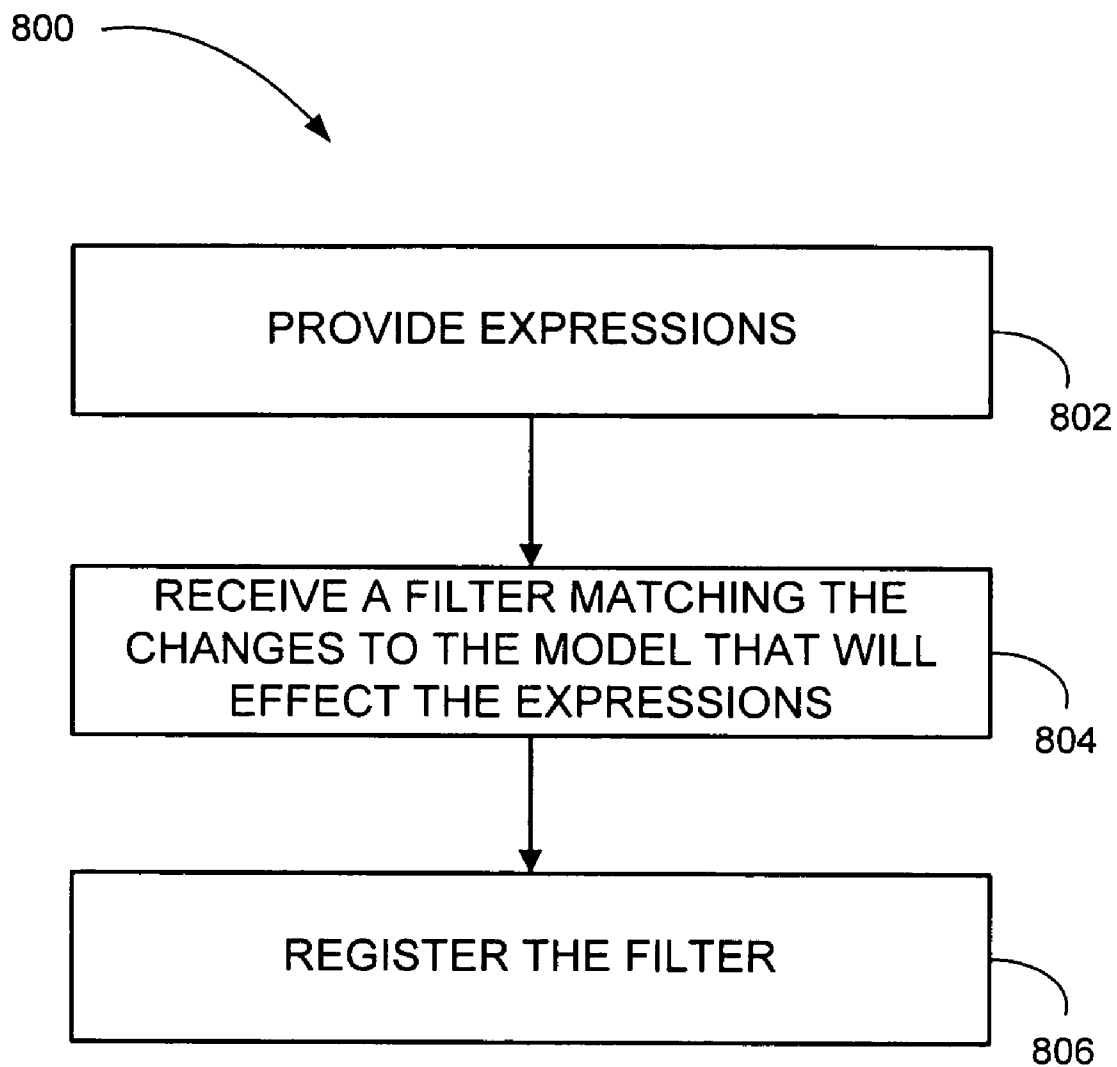 800
PROVIDE EXPRESSIONS
802
RECEIVE A FILTER MATCHING THE
CHANGES TO THE MODEL THAT WILL
EFFECT THE EXPRESSIONS
804
REGISTER THE FILTER
806